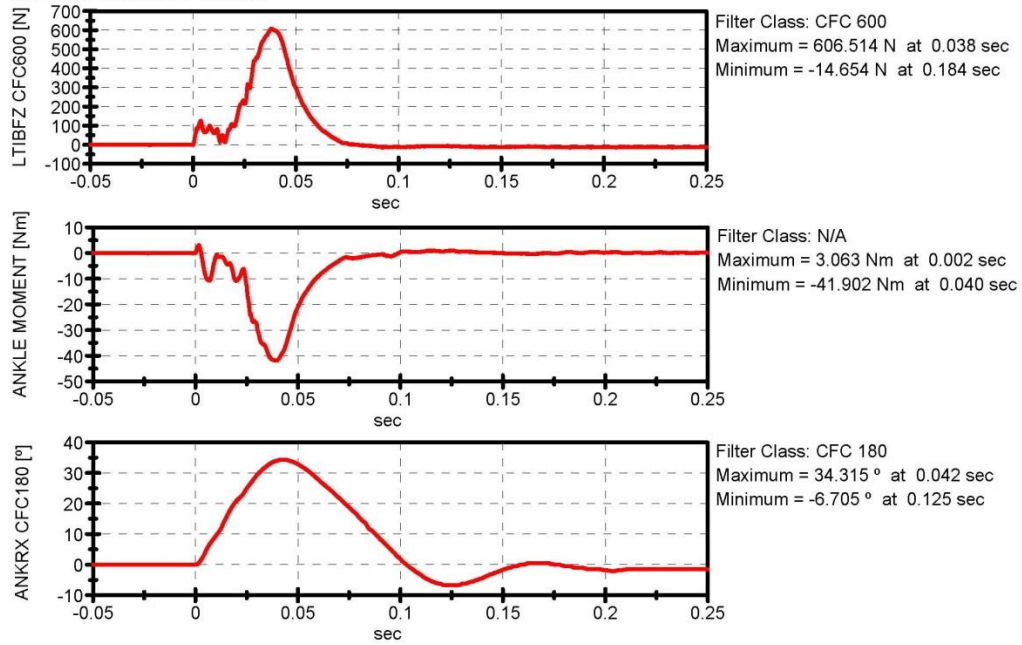 LTIBFZ CFC600 [N]
700
600
500
400
300
200
100
0
-100
-0.05 0 0.05 0.1 0.15 0.2 0.25
sec
Filter Class: CFC 600
Maximum = 606.514 N at 0.038 sec
Minimum = -14.654 N at 0.184 sec
ANKLE MOMENT [Nm]
10
0
-10
-20
-30
-40
-50
-0.05 0 0.05 0.1 0.15 0.2 0.25
sec
Filter Class: N/A
Maximum = 3.063 Nm at 0.002 sec
Minimum = -41.902 Nm at 0.040 sec
ANKRX CFC180 [º]
40
30
20
10
0
-10
-0.05 0 0.05 0.1 0.15 0.2 0.25
sec
Filter Class: CFC 180
Maximum = 34.315 º at 0.042 sec
Minimum = -6.705 º at 0.125 sec